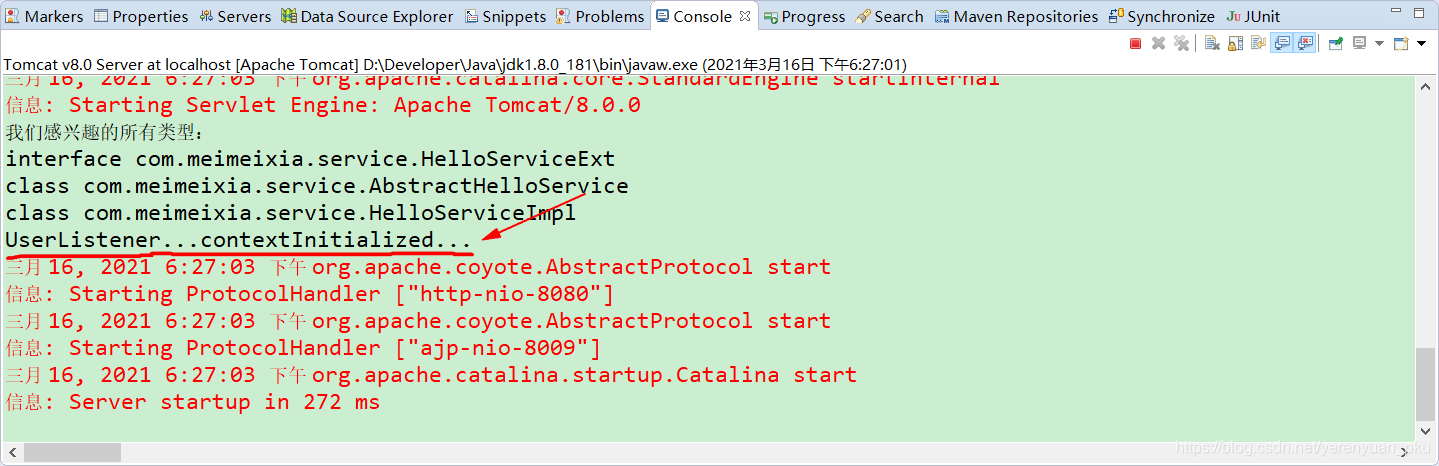 Markers Properties Servers Data Source Explorer Snippets Problems Console Progress Search Maven Repositories Synchronize JUnit
Tomcat v8.0 Server at localhost [Apache Tomcat] D:\Developer\Java\jdk1.8.0_181\bin\javaw.exe (2021年3月16日 下午6:27:01)
三月 16, 2021 6:27:03 下午 org.apache.catalina.core.StandardEngine startInternal
信息: Starting Servlet Engine: Apache Tomcat/8.0.0
我们感兴趣的所有类型：
interface com.meimeixia.service.HelloServiceExt
class com.meimeixia.service.AbstractHelloService
class com.meimeixia.service.HelloServiceImpl
UserListener...contextInitialized...
三月 16, 2021 6:27:03 下午 org.apache.coyote.AbstractProtocol start
信息: Starting ProtocolHandler ["http-nio-8080"]
三月 16, 2021 6:27:03 下午 org.apache.coyote.AbstractProtocol start
信息: Starting ProtocolHandler ["ajp-nio-8009"]
三月 16, 2021 6:27:03 下午 org.apache.catalina.startup.Catalina start
信息: Server startup in 272 ms
https://blog.csdn.net/yerenyuan_pku